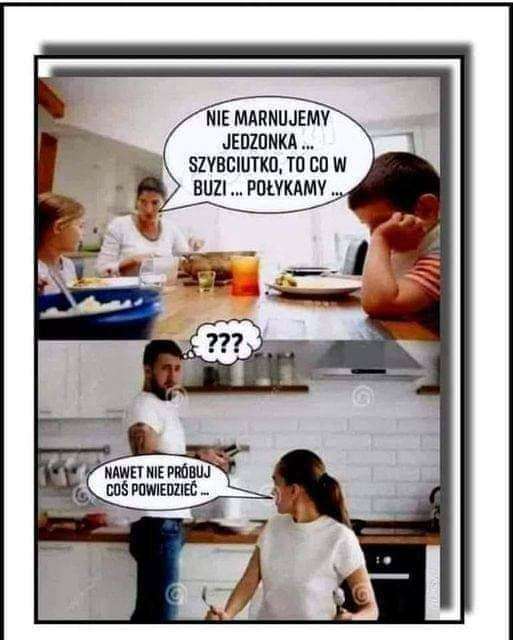 NIE MARNUJEMY
JEDZONKA ...
SZYBCIUTKO, TO CO W
BUZI ... POŁYKAMY ...
???
NAWET NIE PRÓBUJ
COŚ POWIEDZIEĆ ...